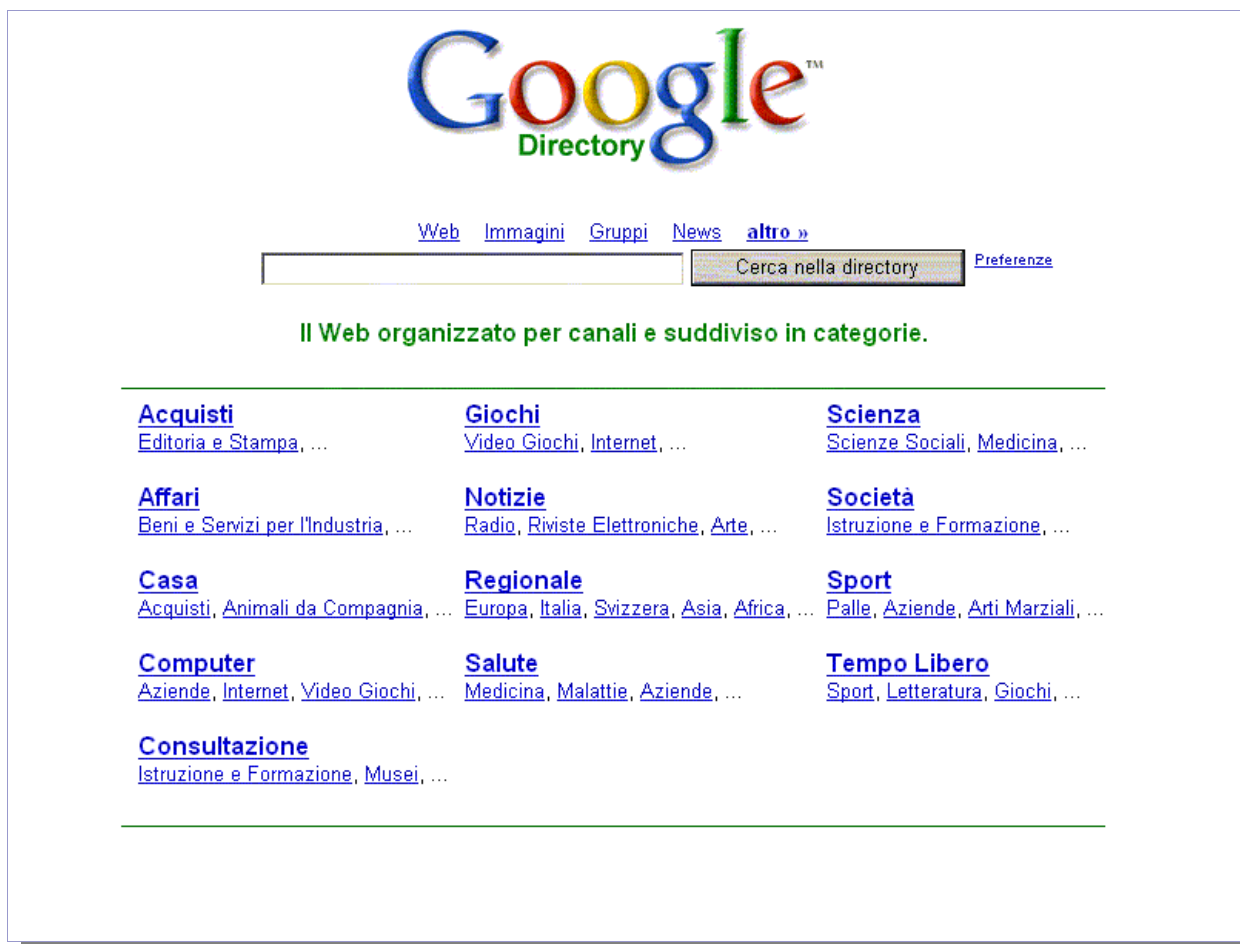 Google™
Directory
Web Immagini Gruppi News altro »
Cerca nella directory Preferenze
Il Web organizzato per canali e suddiviso in categorie.
Acquisti
Editoria e Stampa, ...
Giochi
Video Giochi, Internet, ...
Scienza
Scienze Sociali, Medicina, ...
Affari
Beni e Servizi per l'Industria, ...
Notizie
Radio, Riviste Elettroniche, Arte, ...
Società
Istruzione e Formazione, ...
Casa
Acquisti, Animali da Compagnia, ...
Regionale
Europa, Italia, Svizzera, Asia, Africa, ...
Sport
Palle, Aziende, Arti Marziali, ...
Computer
Aziende, Internet, Video Giochi, ...
Salute
Medicina, Malattie, Aziende, ...
Tempo Libero
Sport, Letteratura, Giochi, ...
Consultazione
Istruzione e Formazione, Musei, ...